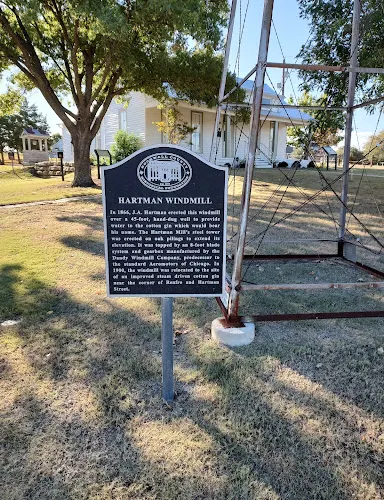 HARTMAN WINDMILL
In 1866, J.A. Hartman erected this windmill
over a 45-foot, hand-dug well to provide
water to the cotton gin which would bear
his name. The Hartman Mill's steel tower
was erected on oak pilings to extend its
elevation. It was topped by an 8-foot blade
system and gearbox manufactured by the
Dandy Windmill Company, predecessor to
the standard Aeromotors of Chicago. In
1900, the windmill was relocated to the site
of an improved steam driven cotton gin
near the corner of Renfro and Hartman
Street.